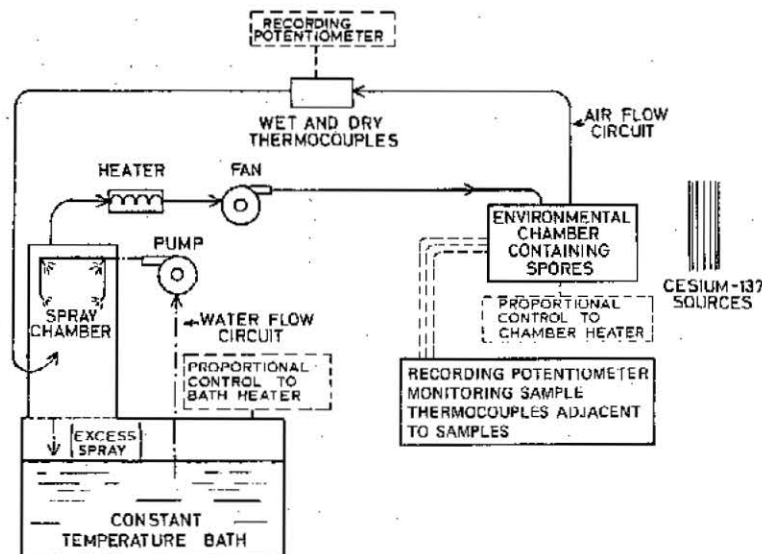 RECORDING
POTENTIOMETER
WET AND DRY
THERMOCOUPLES
AIR FLOW
CIRCUIT
HEATER
FAN
PUMP
SPRAY
CHAMBER
WATER FLOW
CIRCUIT
ENVIRONMENTAL
CHAMBER
CONTAINING
SPORES
CESIUM-137
SOURCES
PROPORTIONAL
CONTROL TO
CHAMBER HEATER
PROPORTIONAL
CONTROL TO
BATH HEATER
RECORDING POTENTIOMETER
MONITORING SAMPLE
THERMOCOUPLES ADJACENT
TO SAMPLES
EXCESS
SPRAY
CONSTANT
TEMPERATURE BATH